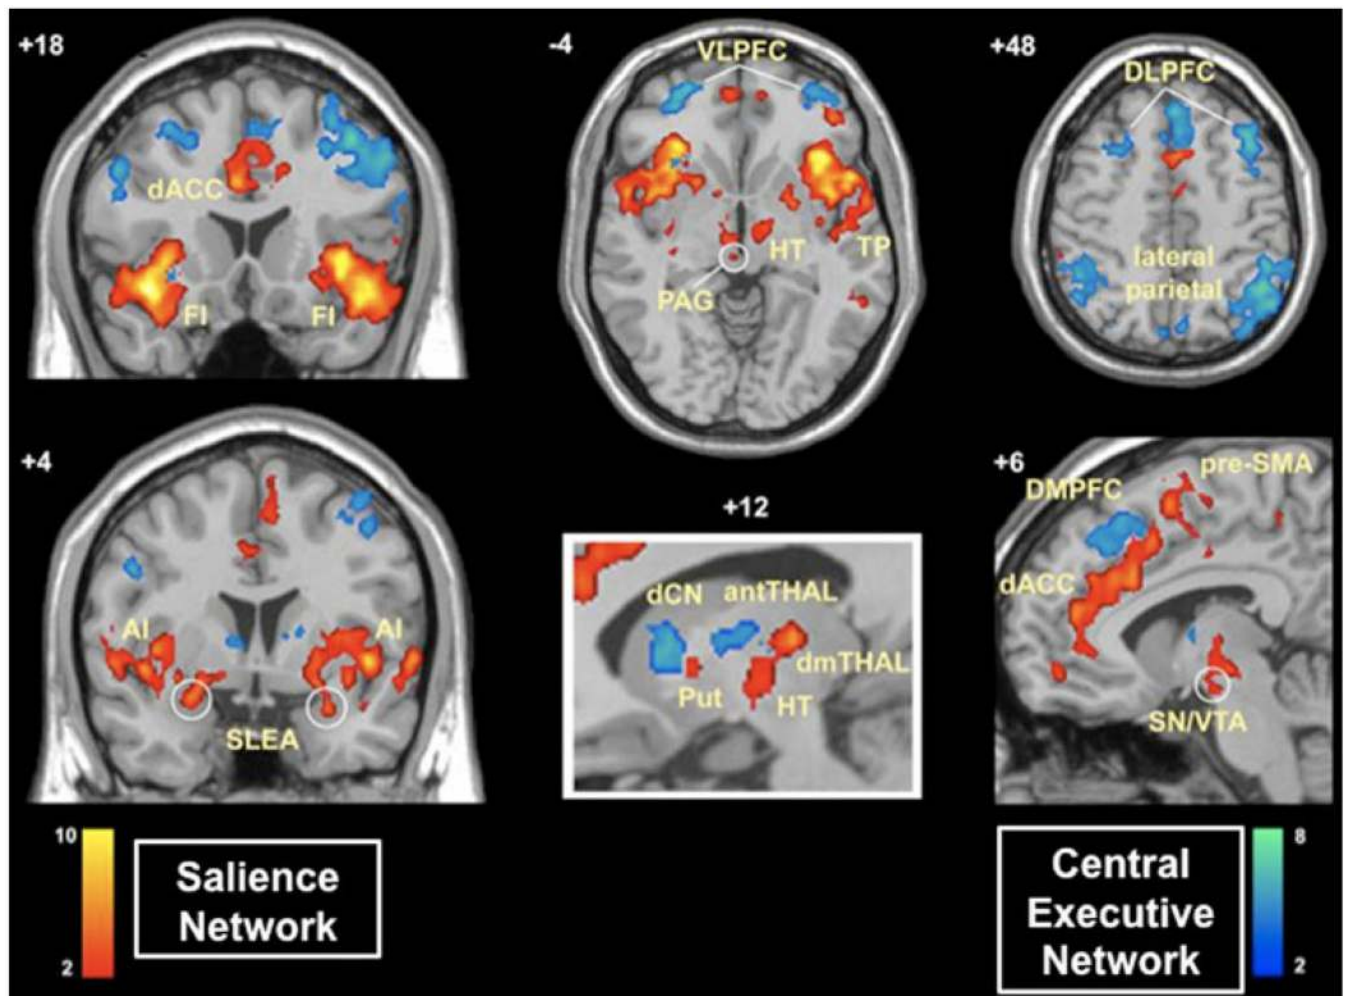 +18
dACC
FI
FI
-4
VLPFC
HT
TP
PAG
+48
DLPFC
lateral
parietal
+4
AI
AI
SLEA
+12
dCN
antTHAL
dmTHAL
Put
HT
+6
pre-SMA
DMPFC
dACC
SN/VTA
10
2
Salience
Network
Central
Executive
Network
8
2